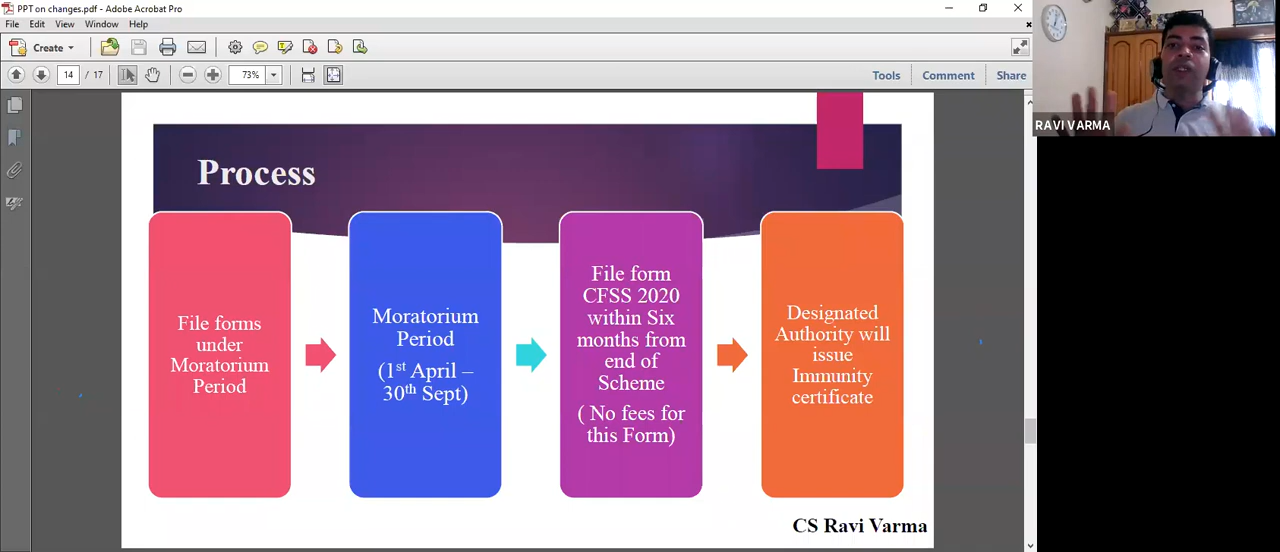 PPT on changes.pdf - Adobe Acrobat Pro
File Edit View Window Help
Create
14 / 17
73%
Tools Comment Share
RAVI VARMA
Process
File forms
under
Moratorium
Period
Moratorium
Period
(1st April –
30th Sept)
File form
CFSS 2020
within Six
months from
end of
Scheme
( No fees for
this Form)
Designated
Authority will
issue
Immunity
certificate
CS Ravi Varma